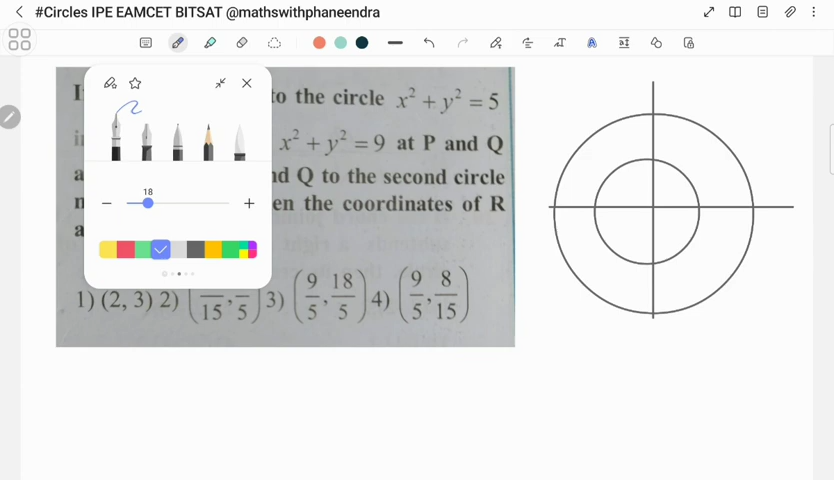 #Circles IPE EAMCET BITSAT @mathswithphaneendra
to the circle x² + y² = 5
x² + y² = 9 at P and Q
nd Q to the second circle
en the coordinates of R
18
1) (2, 3) 2) ( /15, /5) 3) (9/5, 18/5) 4) (9/5, 8/15)